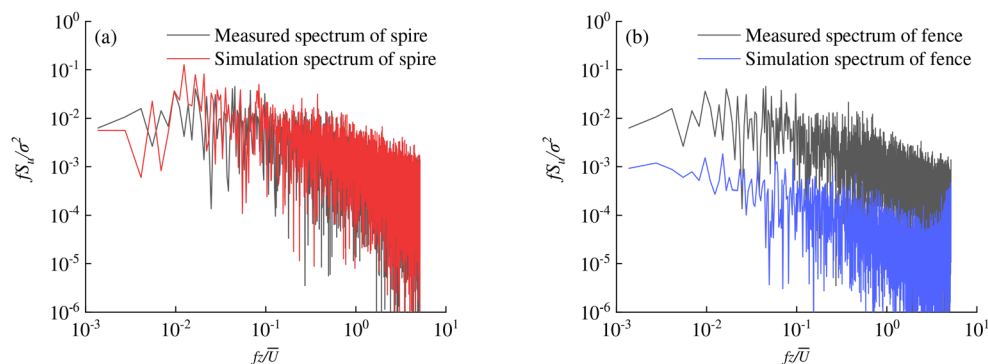 (a)
Measured spectrum of spire
Simulation spectrum of spire
10^0
10^-1
10^-2
10^-3
10^-4
10^-5
10^-6
fS_u/σ^2
10^-3 10^-2 10^-1 10^0 10^1
fz/U̅
(b)
Measured spectrum of fence
Simulation spectrum of fence
10^0
10^-1
10^-2
10^-3
10^-4
10^-5
10^-6
fS_u/σ^2
10^-3 10^-2 10^-1 10^0 10^1
fz/U̅